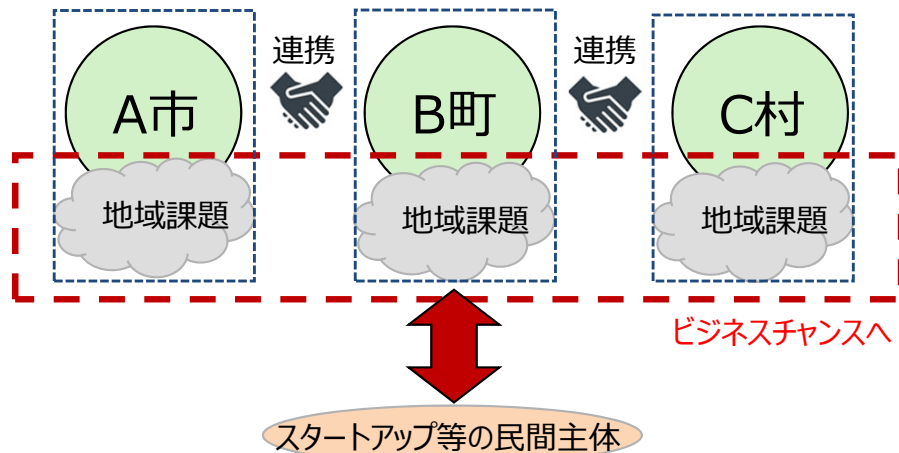 連携
連携
A市
B町
C村
地域課題
地域課題
地域課題
ビジネスチャンスへ
スタートアップ等の民間主体